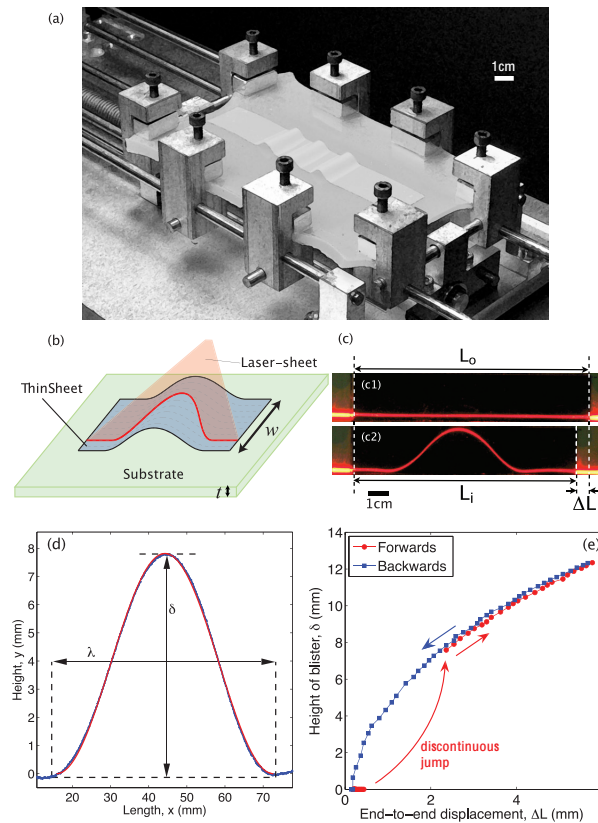 (a)
1cm
(b)
Laser-sheet
ThinSheet
w
Substrate
t
(c)
Lo
(c1)
(c2)
1cm
Li
ΔL
(d)
8
7
6
5
4
3
2
1
0
Height, y (mm)
δ
λ
20 30 40 50 60 70
Length, x (mm)
(e)
14
12
10
8
6
4
2
0
Height of blister, δ (mm)
Forwards
Backwards
discontinuous
jump
0 2 4
End-to-end displacement, ΔL (mm)